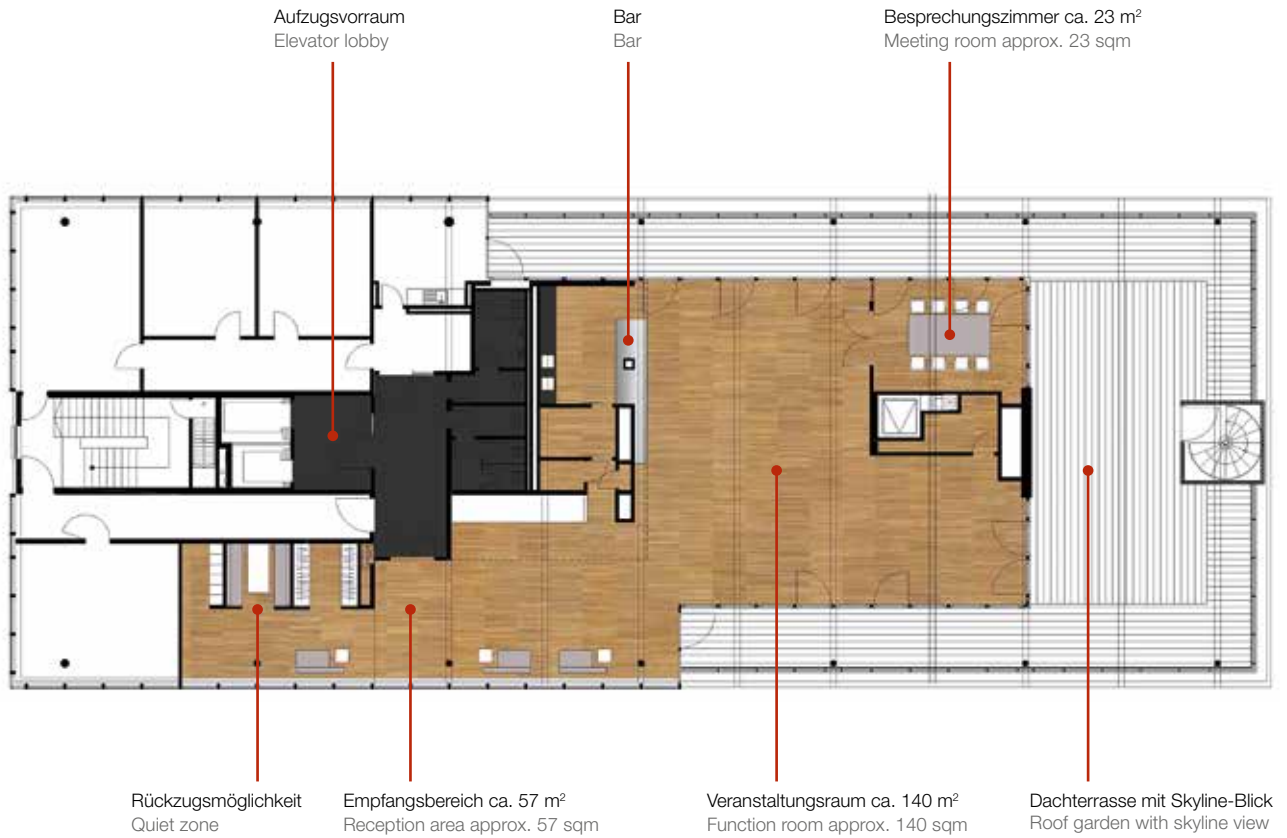 Aufzugsvorraum
Elevator lobby
Bar
Bar
Besprechungszimmer ca. 23 m²
Meeting room approx. 23 sqm
Rückzugsmöglichkeit
Quiet zone
Empfangsbereich ca. 57 m²
Reception area approx. 57 sqm
Veranstaltungsraum ca. 140 m²
Function room approx. 140 sqm
Dachterrasse mit Skyline-Blick
Roof garden with skyline view